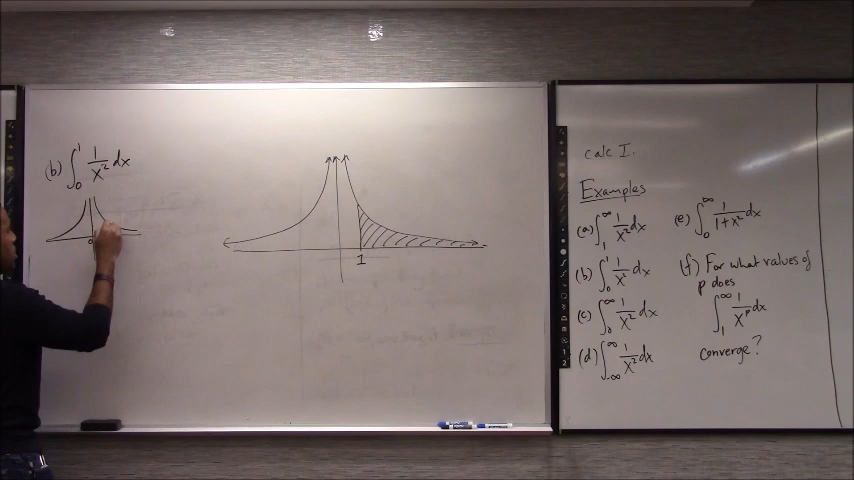 (b) ∫₀¹ 1/x² dx
0
1
calc I.
Examples
(a) ∫₁^∞ 1/x² dx
(b) ∫₀¹ 1/x² dx
(c) ∫₀^∞ 1/x² dx
(d) ∫₋∞^∞ 1/x² dx
(e) ∫₀^∞ 1/(1+x²) dx
(f) For what values of
p does
∫₁^∞ 1/x^p dx
converge?